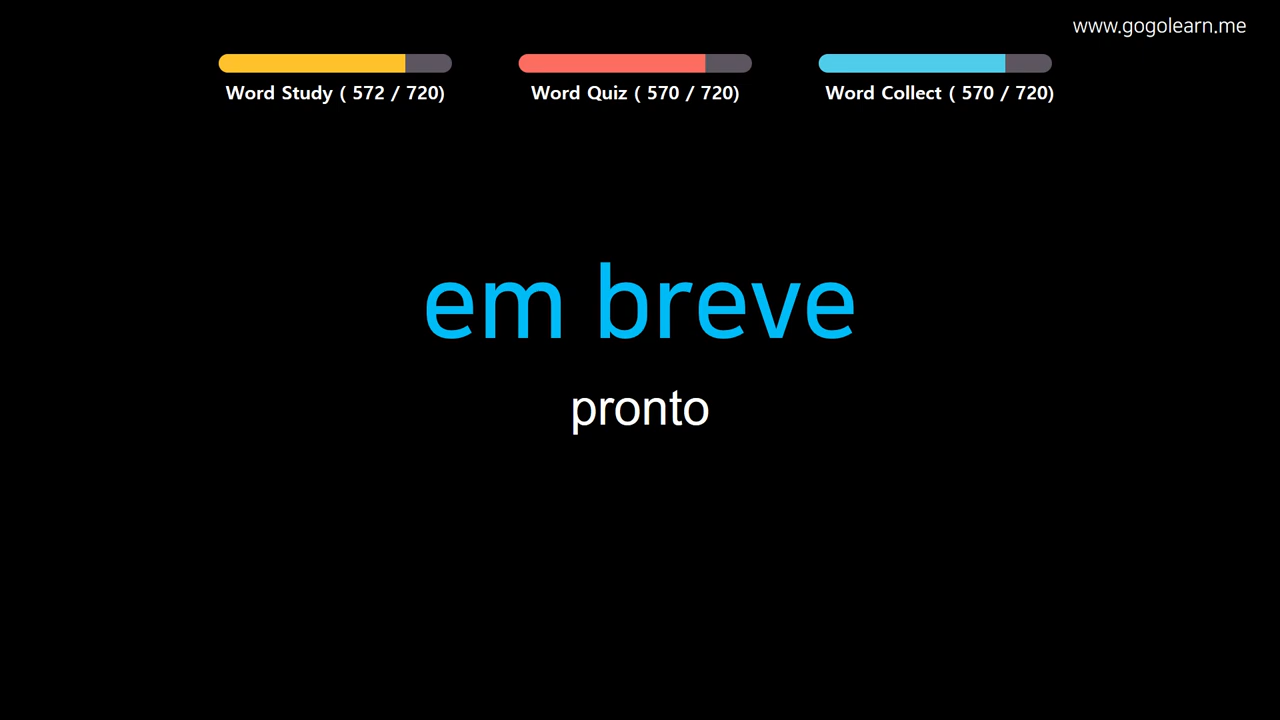 www.gogolearn.me
Word Study ( 572 / 720)
Word Quiz ( 570 / 720)
Word Collect ( 570 / 720)
em breve
pronto